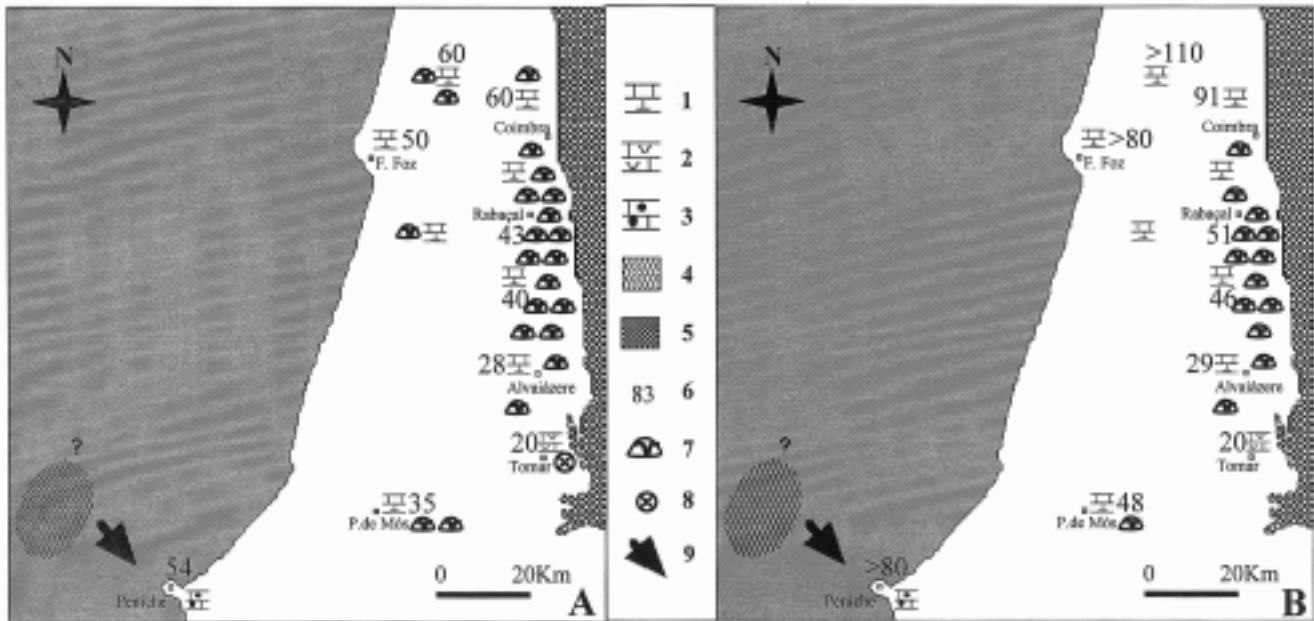 N
60
60
Coimbra
50
F. Foz
Rabaçal
43
40
28
Alvaiázere
?
20
Tomar
35
P.de Mós
54
Peniche
0 20Km
A
1
2
3
4
5
83 6
7
8
9
N
>110
91
Coimbra
>80
F. Foz
Rabaçal
51
46
29
Alvaiázere
?
20
Tomar
48
P.de Mós
>80
Peniche
0 20Km
B